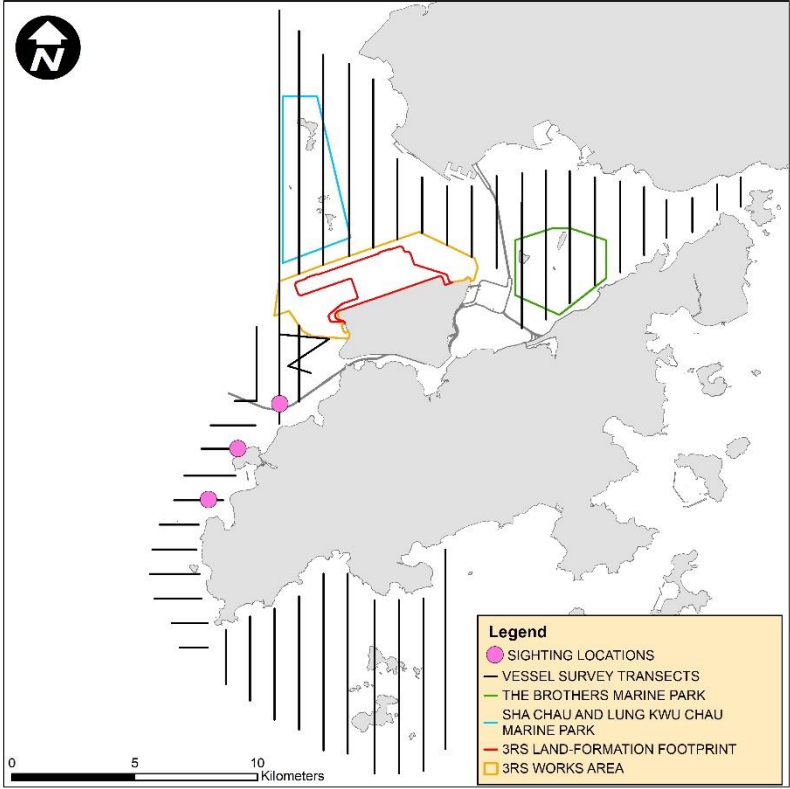 N
Legend
SIGHTING LOCATIONS
VESSEL SURVEY TRANSECTS
THE BROTHERS MARINE PARK
SHA CHAU AND LUNG KWU CHAU
MARINE PARK
3RS LAND-FORMATION FOOTPRINT
3RS WORKS AREA
0 5 10
Kilometers